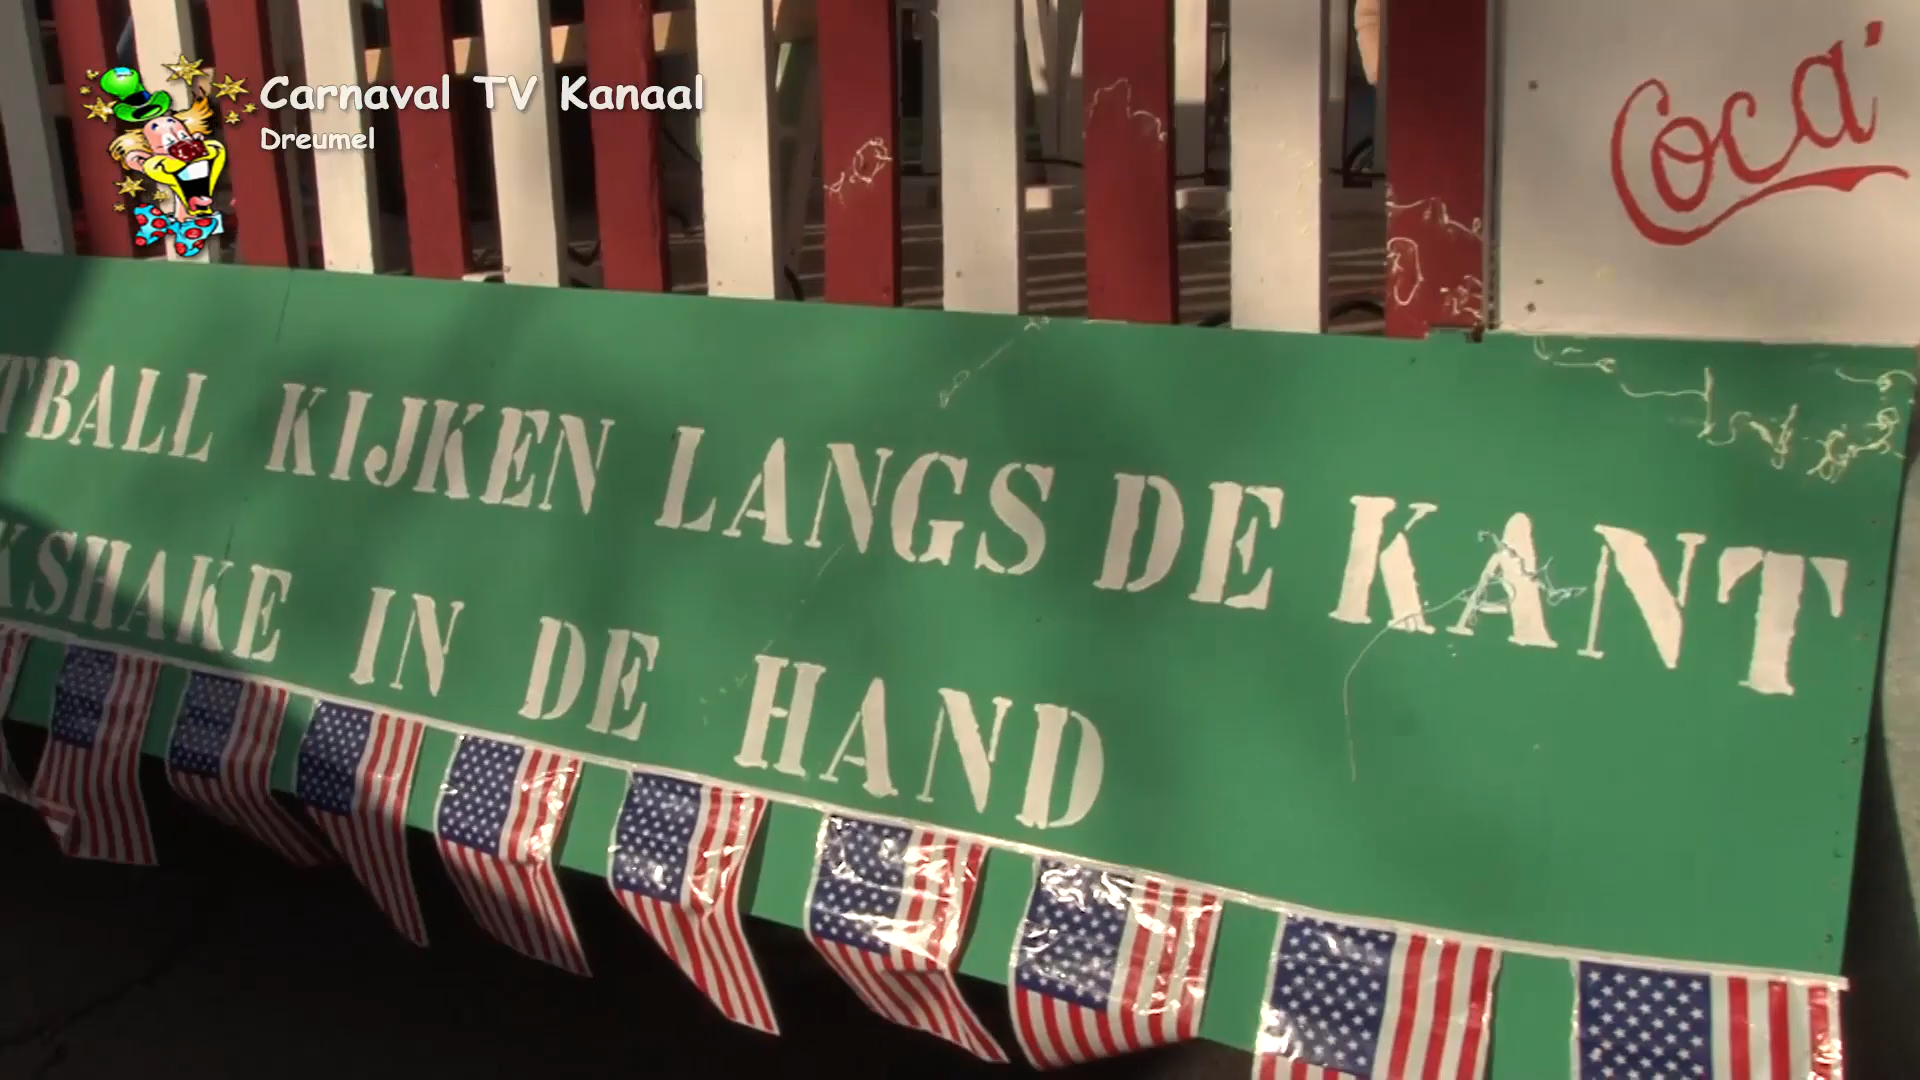 Carnaval TV Kanaal
Dreumel
Coca
TBALL KIJKEN LANGS DE KANT
KSHAKE IN DE HAND